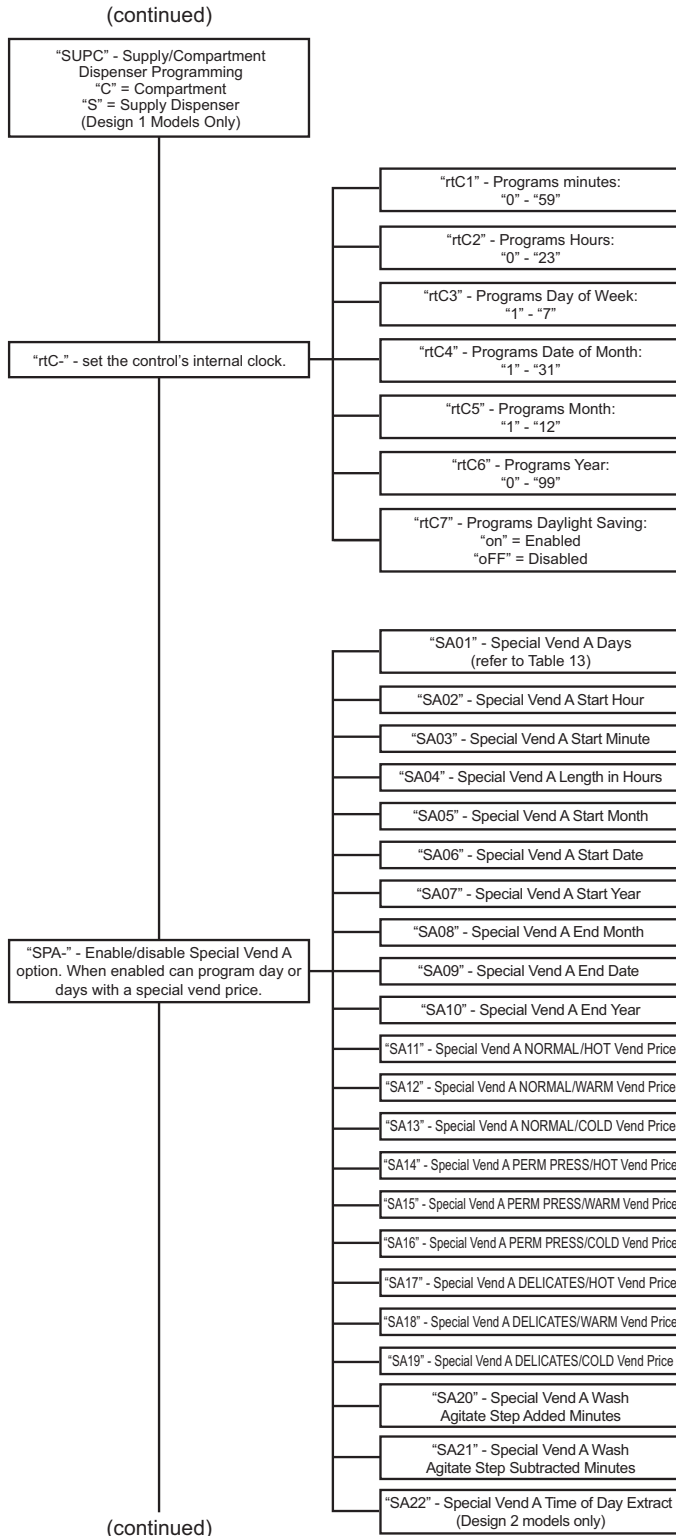 (continued)
“SUPC” - Supply/Compartment
Dispenser Programming
“C” = Compartment
“S” = Supply Dispenser
(Design 1 Models Only)
“rtC-” - set the control's internal clock.
“rtC1” - Programs minutes:
“0” - “59”
“rtC2” - Programs Hours:
“0” - “23”
“rtC3” - Programs Day of Week:
“1” - “7”
“rtC4” - Programs Date of Month:
“1” - “31”
“rtC5” - Programs Month:
“1” - “12”
“rtC6” - Programs Year:
“0” - “99”
“rtC7” - Programs Daylight Saving:
“on” = Enabled
“oFF” = Disabled
“SPA-” - Enable/disable Special Vend A
option. When enabled can program day or
days with a special vend price.
“SA01” - Special Vend A Days
(refer to Table 13)
“SA02” - Special Vend A Start Hour
“SA03” - Special Vend A Start Minute
“SA04” - Special Vend A Length in Hours
“SA05” - Special Vend A Start Month
“SA06” - Special Vend A Start Date
“SA07” - Special Vend A Start Year
“SA08” - Special Vend A End Month
“SA09” - Special Vend A End Date
“SA10” - Special Vend A End Year
“SA11” - Special Vend A NORMAL/HOT Vend Price
“SA12” - Special Vend A NORMAL/WARM Vend Price
“SA13” - Special Vend A NORMAL/COLD Vend Price
“SA14” - Special Vend A PERM PRESS/HOT Vend Price
“SA15” - Special Vend A PERM PRESS/WARM Vend Price
“SA16” - Special Vend A PERM PRESS/COLD Vend Price
“SA17” - Special Vend A DELICATES/HOT Vend Price
“SA18” - Special Vend A DELICATES/WARM Vend Price
“SA19” - Special Vend A DELICATES/COLD Vend Price
“SA20” - Special Vend A Wash
Agitate Step Added Minutes
“SA21” - Special Vend A Wash
Agitate Step Subtracted Minutes
“SA22” - Special Vend A Time of Day Extract
(Design 2 models only)
(continued)